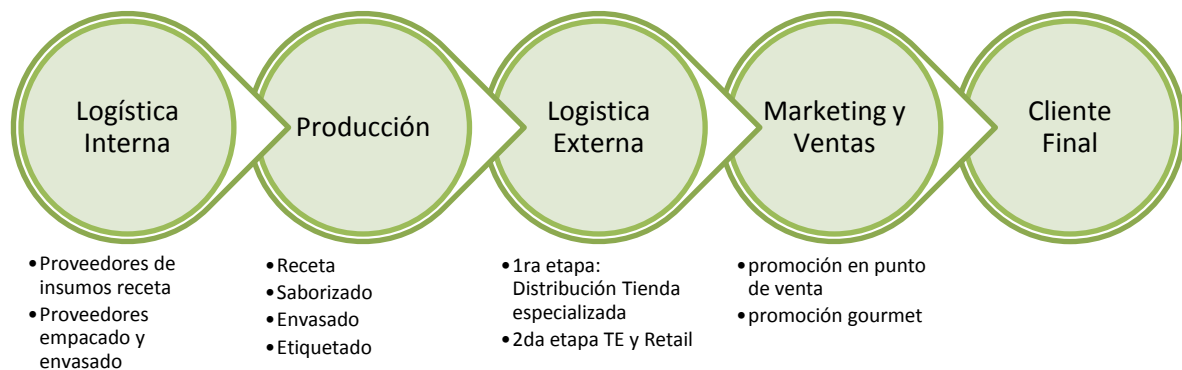 Logística
Interna
Producción
Logistica
Externa
Marketing y
Ventas
Cliente
Final
•Proveedores de
insumos receta
•Proveedores
empacado y
envasado
•Receta
•Saborizado
•Envasado
•Etiquetado
•1ra etapa:
Distribución Tienda
especializada
•2da etapa TE y Retail
•promoción en punto
de venta
•promoción gourmet